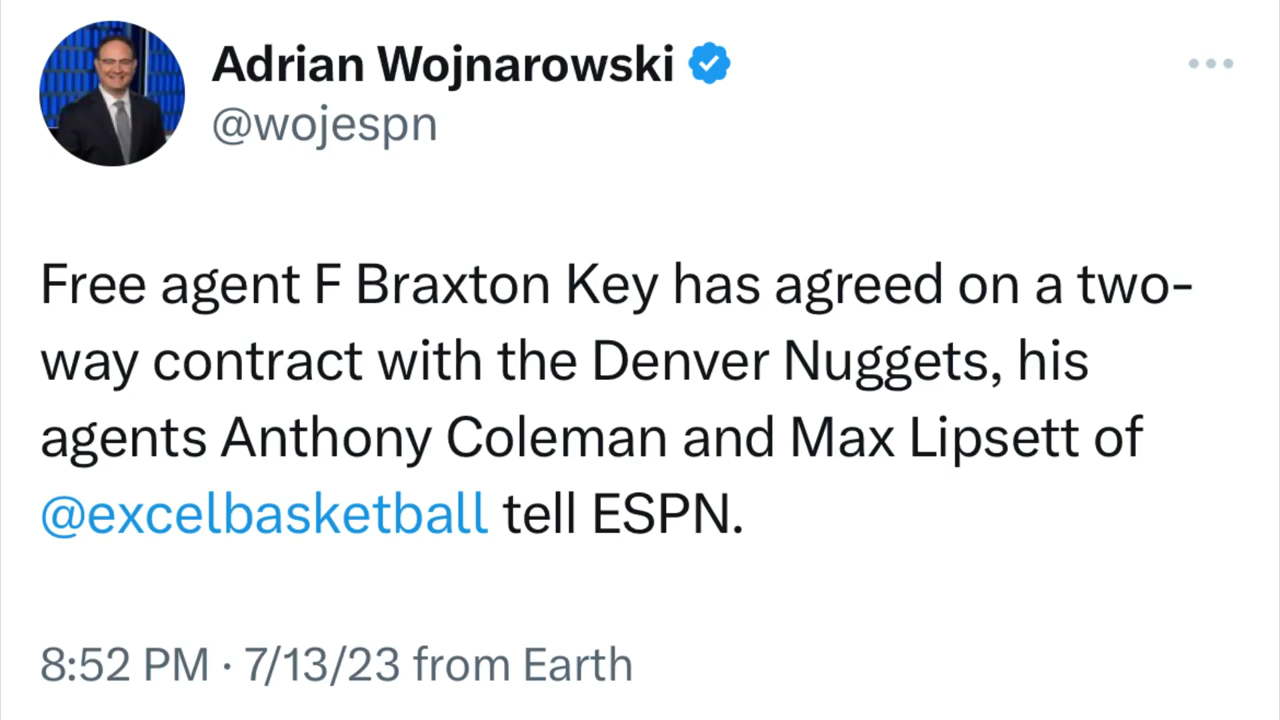 Adrian Wojnarowski
@wojespn
Free agent F Braxton Key has agreed on a two-
way contract with the Denver Nuggets, his
agents Anthony Coleman and Max Lipsett of
@excelbasketball tell ESPN.
8:52 PM · 7/13/23 from Earth